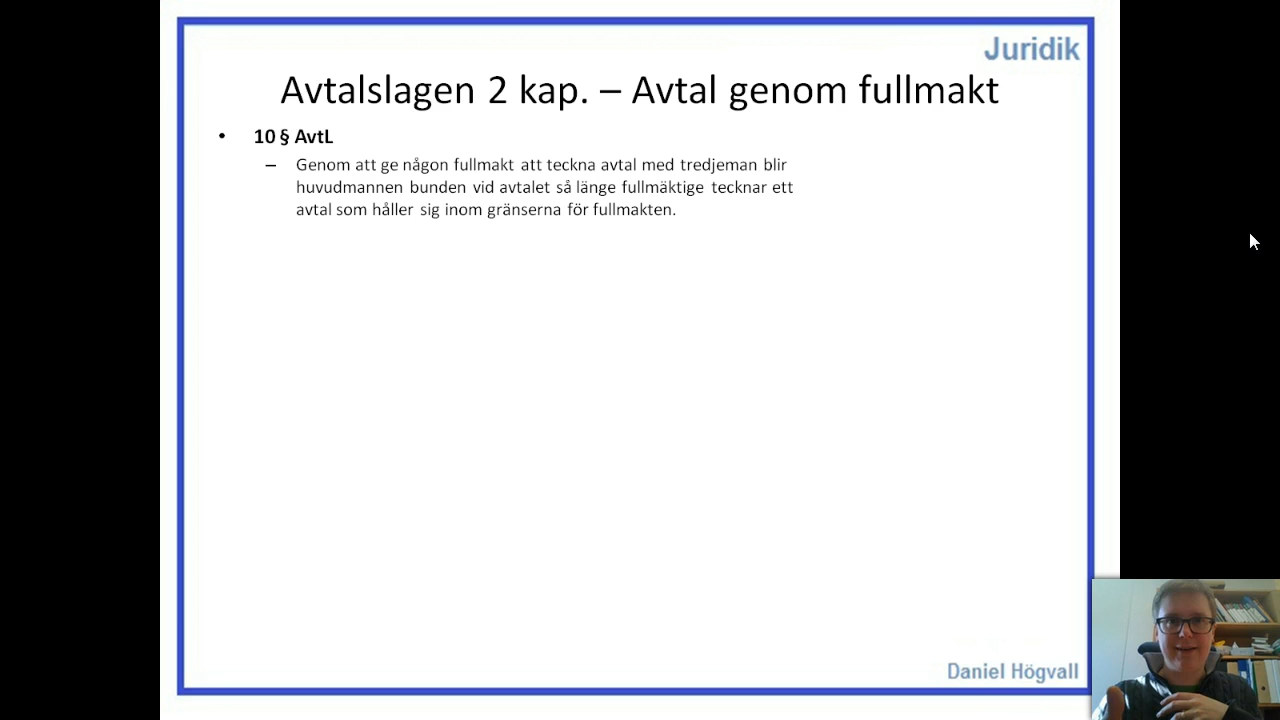 Juridik
Avtalslagen 2 kap. – Avtal genom fullmakt
• 10 § AvtL
– Genom att ge någon fullmakt att teckna avtal med tredjeman blir
huvudmannen bunden vid avtalet så länge fullmäktige tecknar ett
avtal som håller sig inom gränserna för fullmakten.
Daniel Högvall